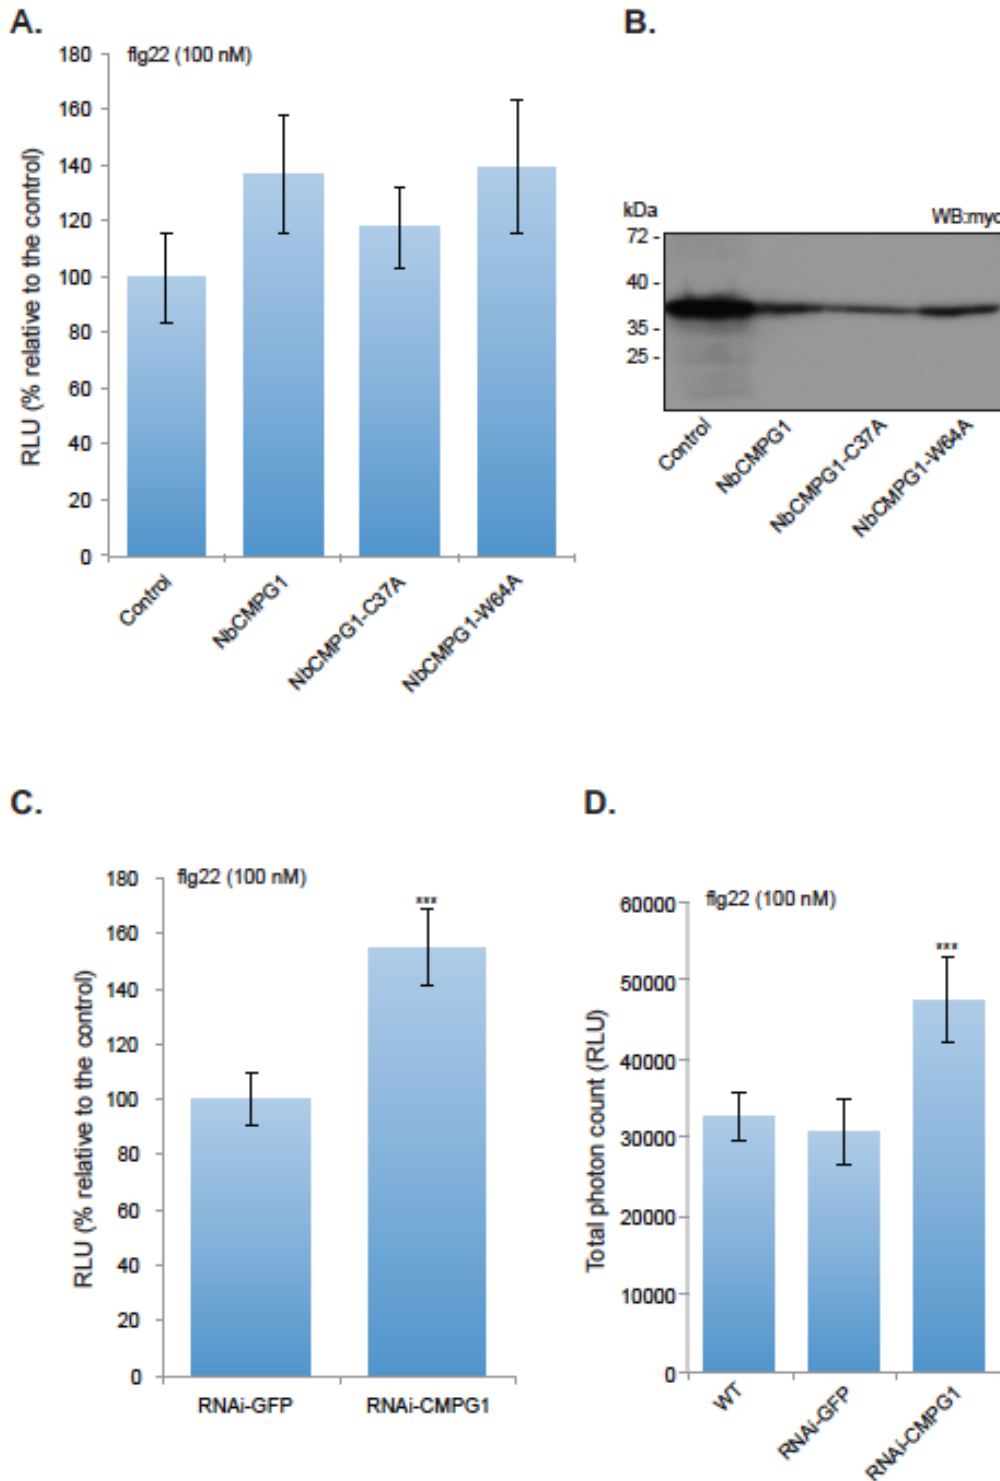 A.
flg22 (100 nM)
RLU (% relative to the control)
180
160
140
120
100
80
60
40
20
0
Control
NbCMPG1
NbCMPG1-C37A
NbCMPG1-W64A
B.
kDa
WB:myc
72 -
40 -
35 -
25 -
Control
NbCMPG1
NbCMPG1-C37A
NbCMPG1-W64A
C.
flg22 (100 nM)
RLU (% relative to the control)
180
160
140
120
100
80
60
40
20
0
***
RNAi-GFP
RNAi-CMPG1
D.
flg22 (100 nM)
Total photon count (RLU)
60000
50000
40000
30000
20000
10000
0
***
WT
RNAi-GFP
RNAi-CMPG1